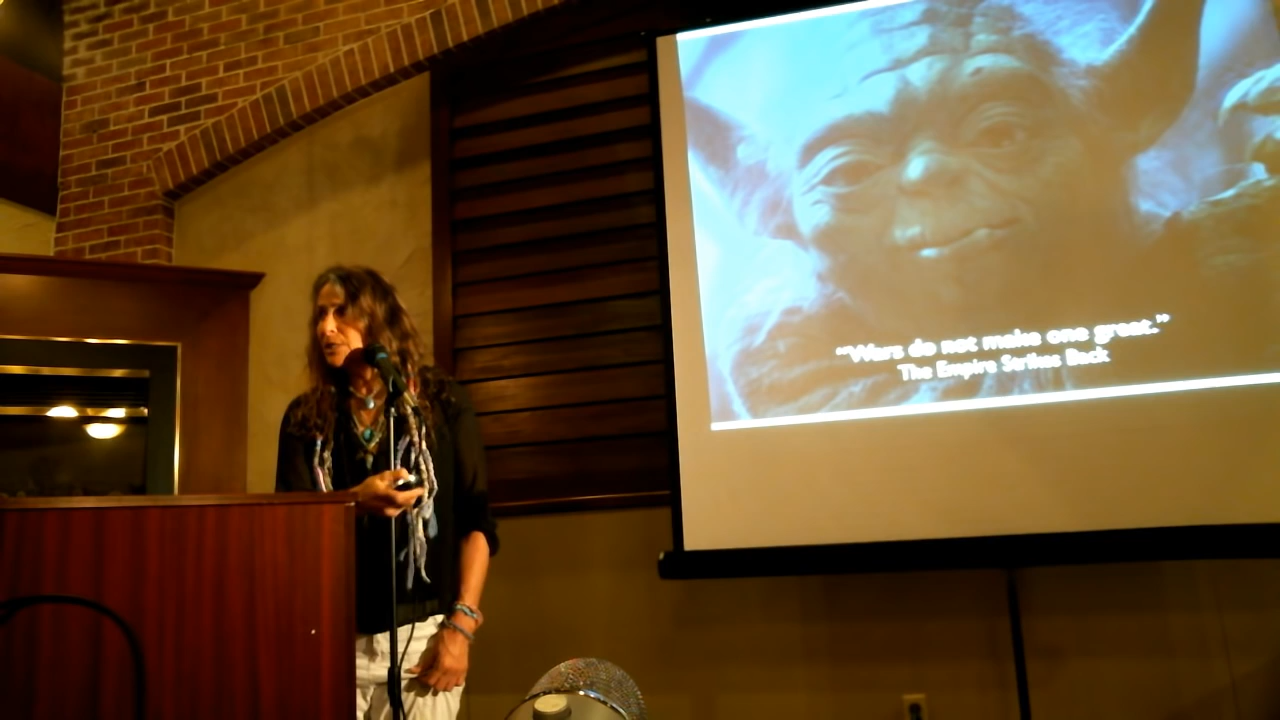 “Wars do not make one great.”
The Empire Strikes Back